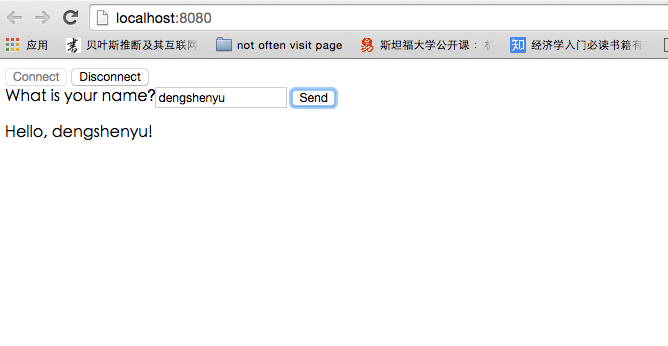 localhost:8080
应用 贝叶斯推断及其互联网 not often visit page 斯坦福大学公开课： 知 经济学入门必读书籍有
Connect Disconnect
What is your name? dengshenyu Send
Hello, dengshenyu!